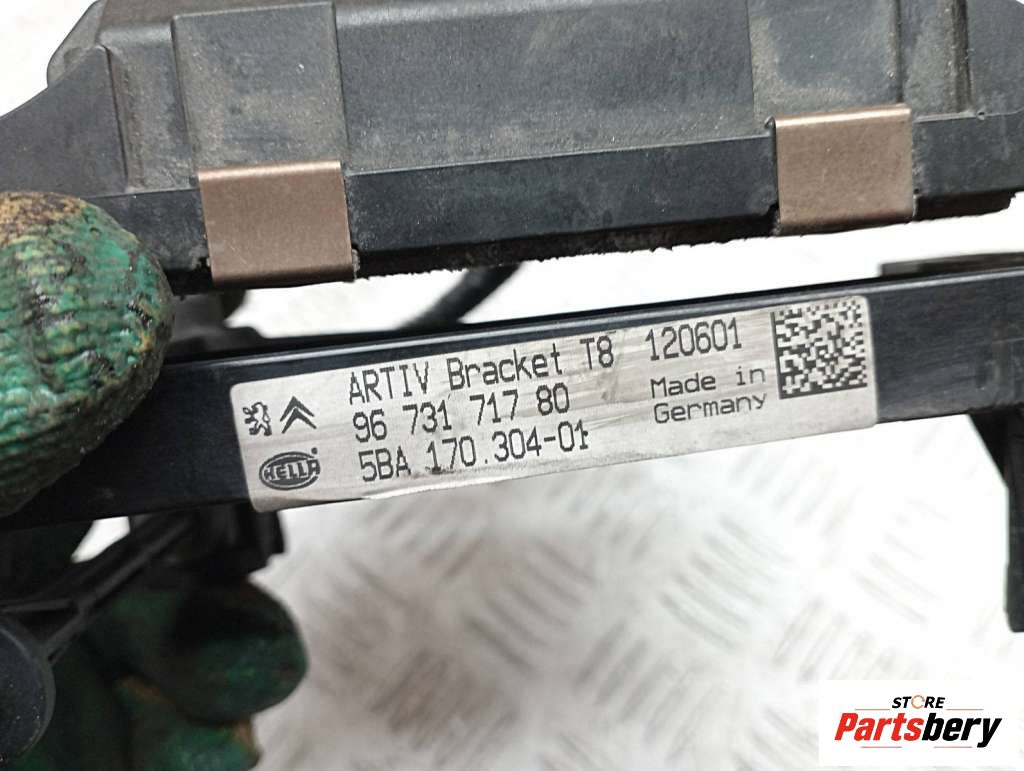 ARTIV Bracket T8 120601
96 731 717 80
Made in
Germany
5BA 170.304-01
HELLA
STORE
Partsbery